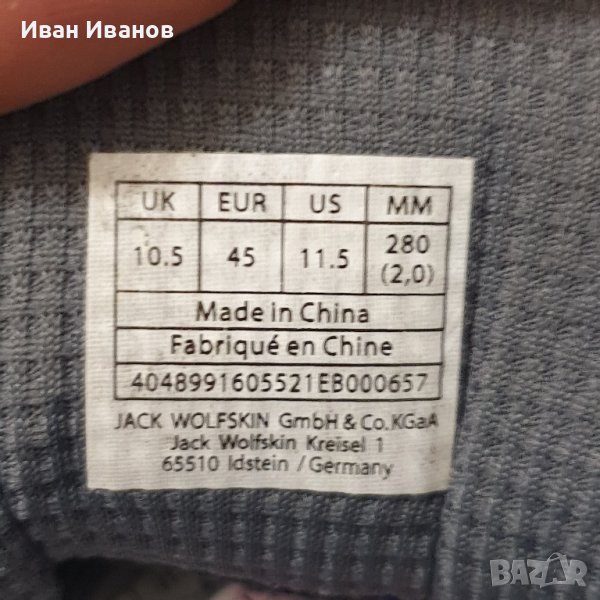 Иван Иванов
UK EUR US MM
10.5 45 11.5 280 (2,0)
Made in China
Fabriqué en Chine
4048991605521EB000657
JACK WOLFSKIN GmbH & Co.KGaA
Jack Wolfskin Kreisel 1
65510 Idstein / Germany
BAZAR